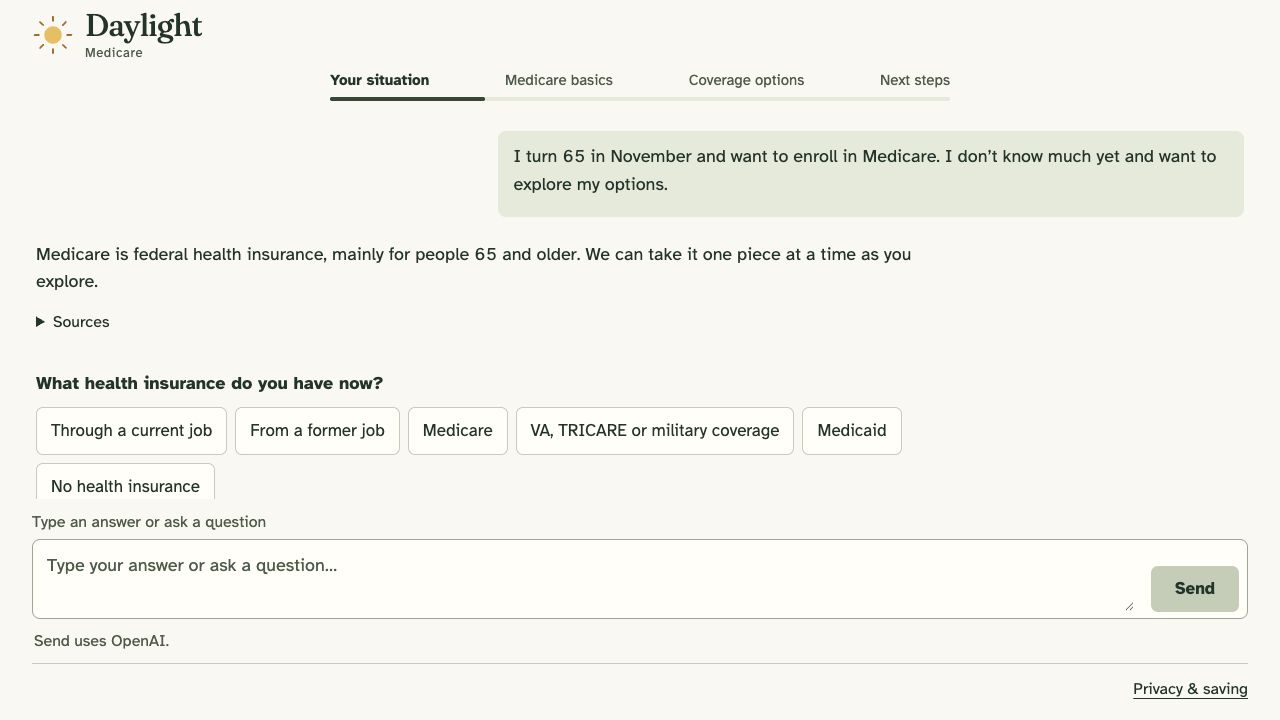 Daylight
Medicare
Your situation
Medicare basics
Coverage options
Next steps
I turn 65 in November and want to enroll in Medicare. I don’t know much yet and want to
explore my options.
Medicare is federal health insurance, mainly for people 65 and older. We can take it one piece at a time as you
explore.
Sources
What health insurance do you have now?
Through a current job
From a former job
Medicare
VA, TRICARE or military coverage
Medicaid
No health insurance
Type an answer or ask a question
Type your answer or ask a question...
Send
Send uses OpenAI.
Privacy & saving